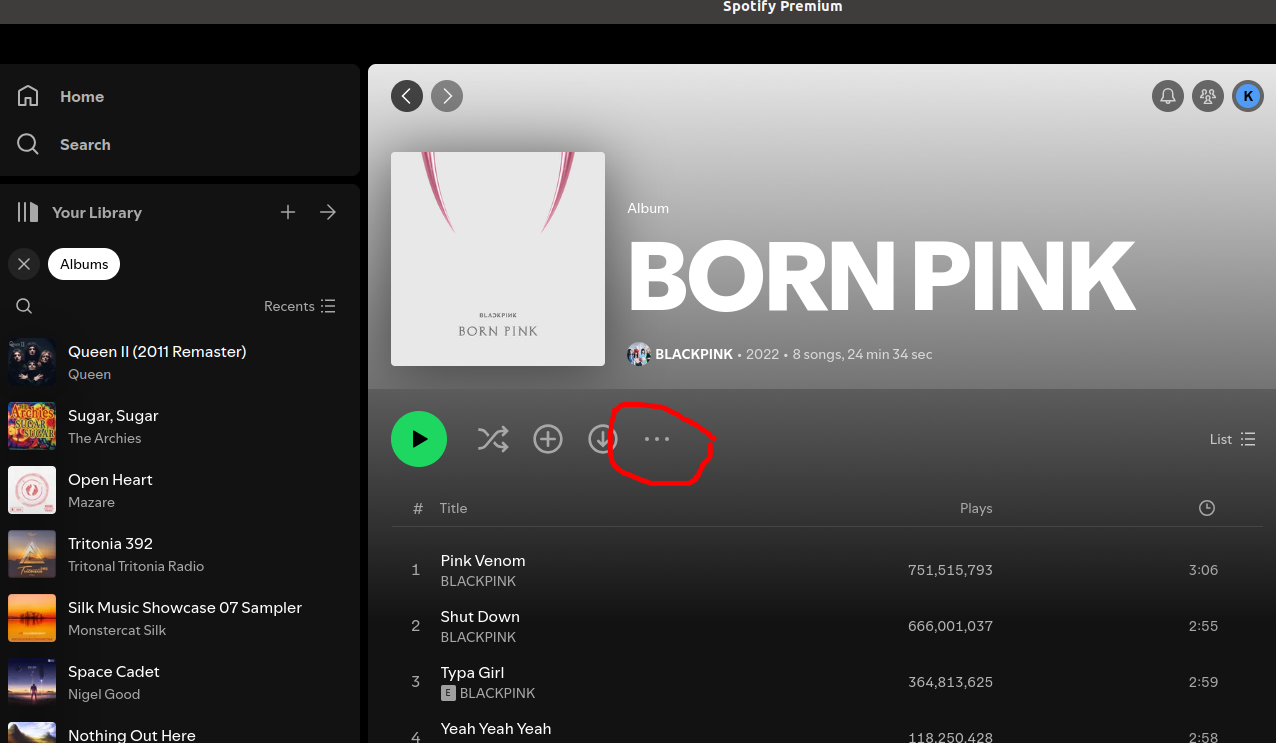 Spotify Premium
Home
Search
Your Library
Albums
Recents
Queen II (2011 Remaster)
Queen
Sugar, Sugar
The Archies
Open Heart
Mazare
Tritonia 392
Tritonal Tritonia Radio
Silk Music Showcase 07 Sampler
Monstercat Silk
Space Cadet
Nigel Good
Nothing Out Here
K
BLACKPINK
BORN PINK
Album
BORN PINK
BLACKPINK • 2022 • 8 songs, 24 min 34 sec
List
# Title Plays
1 Pink Venom 751,515,793 3:06
BLACKPINK
2 Shut Down 666,001,037 2:55
BLACKPINK
3 Typa Girl 364,813,625 2:59
E BLACKPINK
4 Yeah Yeah Yeah 118,250,428 2:58